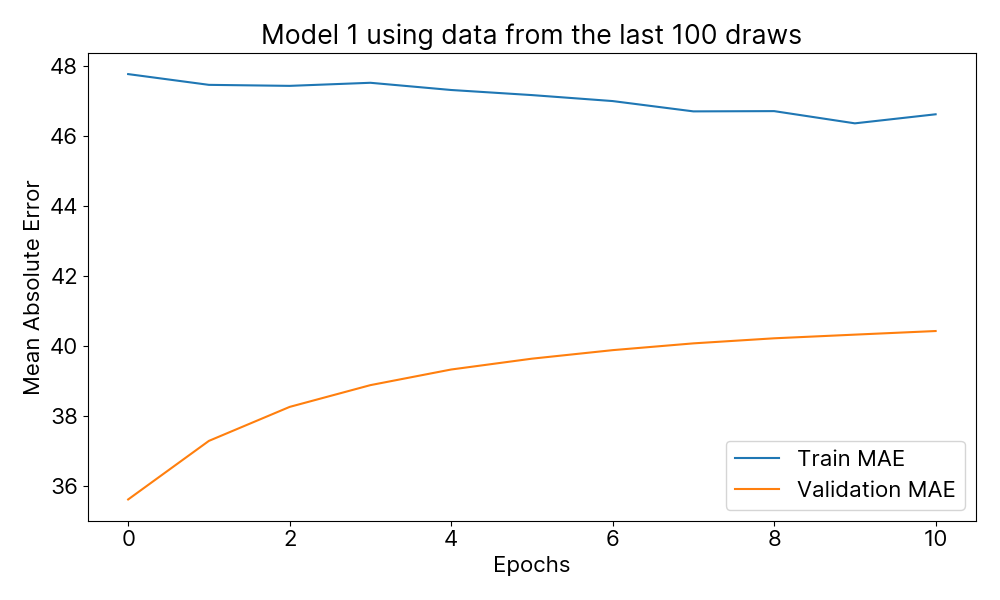 Model 1 using data from the last 100 draws
48
46
44
42
40
38
36
Mean Absolute Error
Train MAE
Validation MAE
0 2 4 6 8 10
Epochs